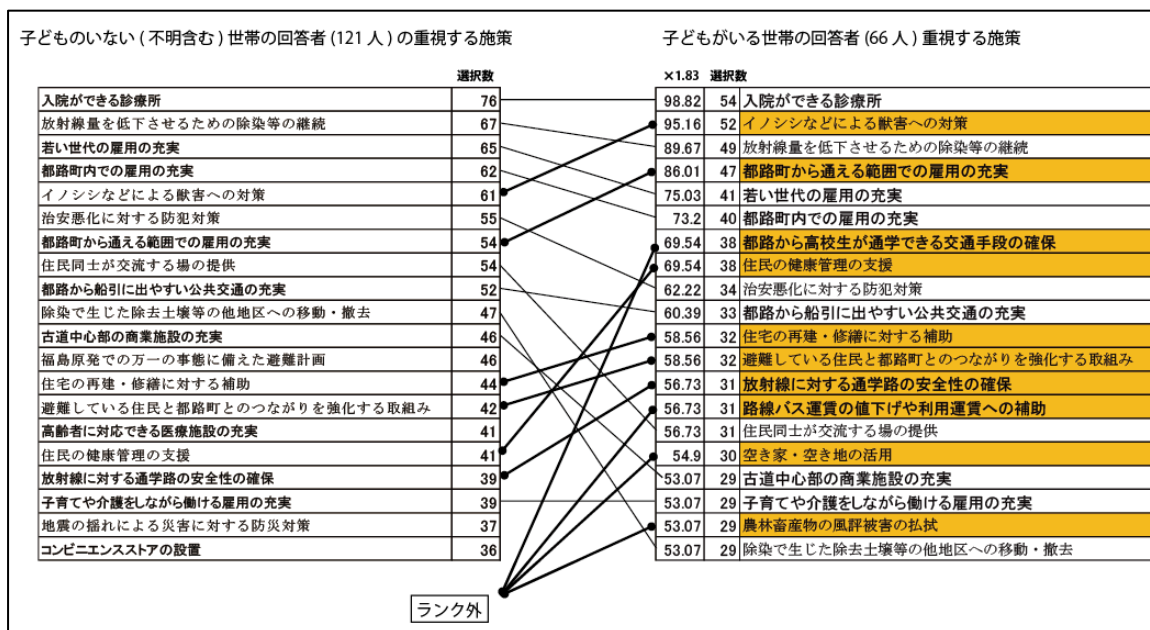 子どものいない ( 不明含む ) 世帯の回答者 (121 人 ) の重視する施策
選択数
入院ができる診療所 76
放射線量を低下させるための除染等の継続 67
若い世代の雇用の充実 65
都路町内での雇用の充実 62
イノシシなどによる獣害への対策 61
治安悪化に対する防犯対策 55
都路町から通える範囲での雇用の充実 54
住民同士が交流する場の提供 54
都路から船引に出やすい公共交通の充実 52
除染で生じた除去土壌等の他地区への移動・撤去 47
古道中心部の商業施設の充実 46
福島原発での万一の事態に備えた避難計画 46
住宅の再建・修繕に対する補助 44
避難している住民と都路町とのつながりを強化する取組み 42
高齢者に対応できる医療施設の充実 41
住民の健康管理の支援 41
放射線に対する通学路の安全性の確保 39
子育てや介護をしながら働ける雇用の充実 39
地震の揺れによる災害に対する防災対策 37
コンビニエンスストアの設置 36
ランク外
子どもがいる世帯の回答者 (66 人 ) 重視する施策
×1.83 選択数
98.82 54 入院ができる診療所
95.16 52 イノシシなどによる獣害への対策
89.67 49 放射線量を低下させるための除染等の継続
86.01 47 都路町から通える範囲での雇用の充実
75.03 41 若い世代の雇用の充実
73.2 40 都路町内での雇用の充実
69.54 38 都路から高校生が通学できる交通手段の確保
69.54 38 住民の健康管理の支援
62.22 34 治安悪化に対する防犯対策
60.39 33 都路から船引に出やすい公共交通の充実
58.56 32 住宅の再建・修繕に対する補助
58.56 32 避難している住民と都路町とのつながりを強化する取組み
56.73 31 放射線に対する通学路の安全性の確保
56.73 31 路線バス運賃の値下げや利用運賃への補助
56.73 31 住民同士が交流する場の提供
54.9 30 空き家・空き地の活用
53.07 29 古道中心部の商業施設の充実
53.07 29 子育てや介護をしながら働ける雇用の充実
53.07 29 農林畜産物の風評被害の払拭
53.07 29 除染で生じた除去土壌等の他地区への移動・撤去